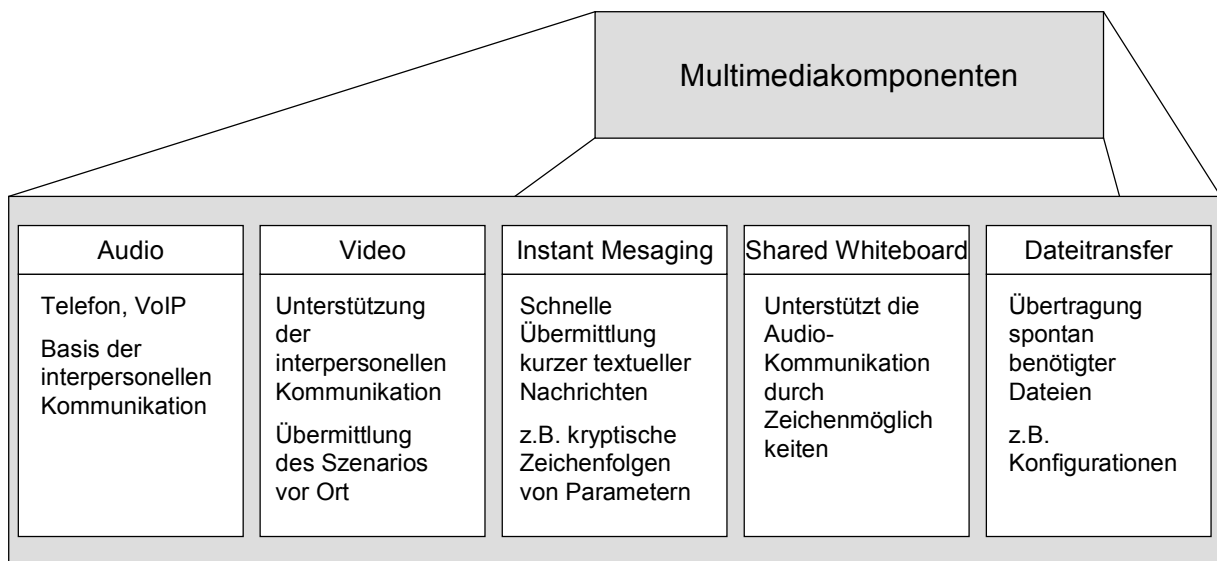 Multimediakomponenten
Audio
Telefon, VoIP
Basis der
interpersonellen
Kommunikation
Video
Unterstützung
der
interpersonellen
Kommunikation
Übermittlung
des Szenarios
vor Ort
Instant Mesaging
Schnelle
Übermittlung
kurzer textueller
Nachrichten
z.B. kryptische
Zeichenfolgen
von Parametern
Shared Whiteboard
Unterstützt die
Audio-
Kommunikation
durch
Zeichenmöglich
keiten
Dateitransfer
Übertragung
spontan
benötigter
Dateien
z.B.
Konfigurationen